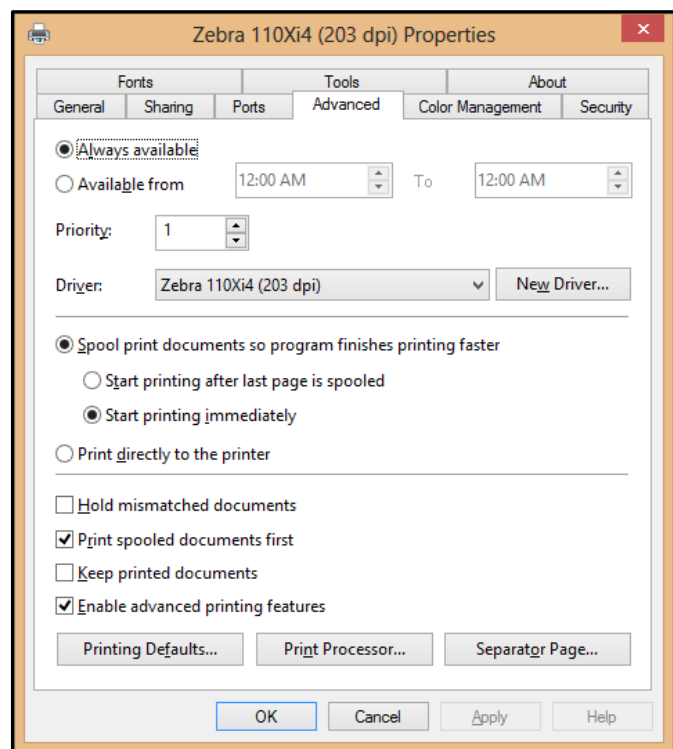 Zebra 110Xi4 (203 dpi) Properties
Fonts Tools About
General Sharing Ports Advanced Color Management Security
Always available
Available from 12:00 AM To 12:00 AM
Priority: 1
Driver: Zebra 110Xi4 (203 dpi) New Driver...
Spool print documents so program finishes printing faster
Start printing after last page is spooled
Start printing immediately
Print directly to the printer
Hold mismatched documents
Print spooled documents first
Keep printed documents
Enable advanced printing features
Printing Defaults... Print Processor... Separator Page...
OK Cancel Apply Help